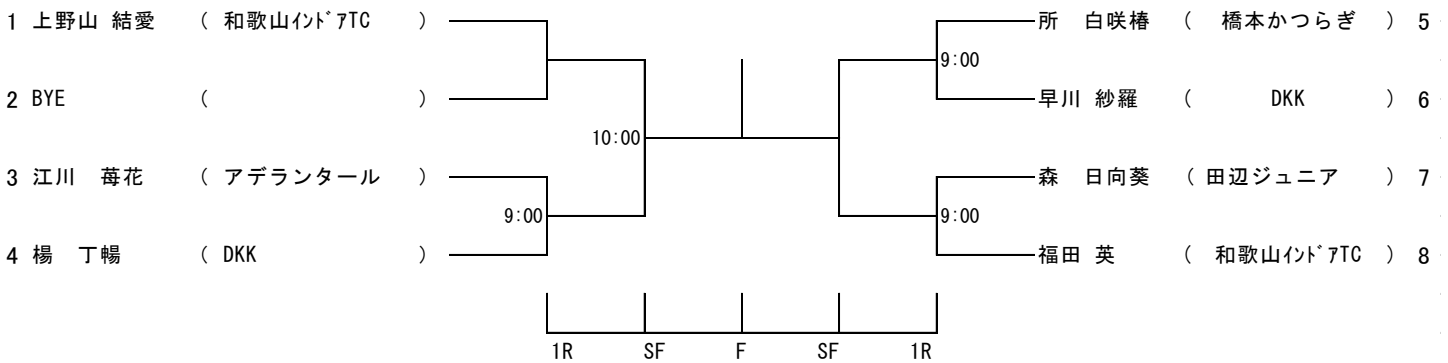 1 上野山 結愛 ( 和歌山インドアTC ) 所 白咲椿 ( 橋本かつらぎ ) 5
9:00
2 BYE ( ) 早川 紗羅 ( DKK ) 6
10:00
3 江川 苺花 ( アデランタール ) 森 日向葵 ( 田辺ジュニア ) 7
9:00 9:00
4 楊 丁暢 ( DKK ) 福田 英 ( 和歌山インドアTC ) 8
1R SF F SF 1R